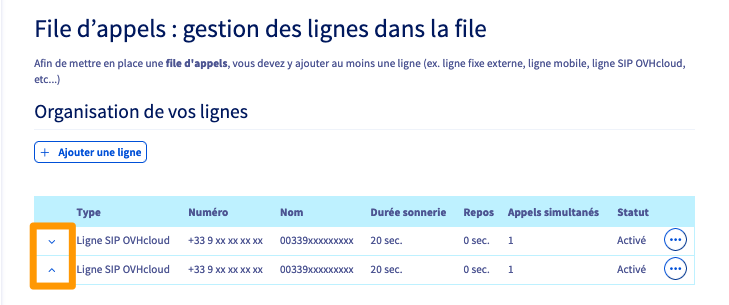 File d’appels : gestion des lignes dans la file
Afin de mettre en place une file d'appels, vous devez y ajouter au moins une ligne (ex. ligne fixe externe, ligne mobile, ligne SIP OVHcloud,
etc...)
Organisation de vos lignes
+ Ajouter une ligne
Type Numéro Nom Durée sonnerie Repos Appels simultanés Statut
Ligne SIP OVHcloud +33 9 xx xx xx xx 00339xxxxxxxxx 20 sec. 0 sec. 1 Activé
Ligne SIP OVHcloud +33 9 xx xx xx xx 00339xxxxxxxxx 20 sec. 0 sec. 1 Activé